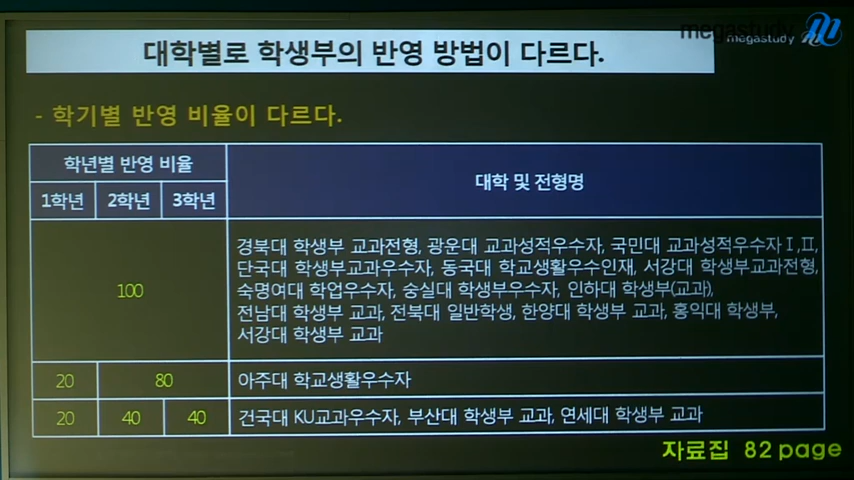 megastudy
megastudy
대학별로 학생부의 반영 방법이 다르다.
- 학기별 반영 비율이 다르다.
학년별 반영 비율
대학 및 전형명
1학년 2학년 3학년
100
경북대 학생부 교과전형, 광운대 교과성적우수자, 국민대 교과성적우수자Ⅰ,Ⅱ,
단국대 학생부교과우수자, 동국대 학교생활우수인재, 서강대 학생부교과전형,
숙명여대 학업우수자, 숭실대 학생부우수자, 인하대 학생부(교과),
전남대 학생부 교과, 전북대 일반학생, 한양대 학생부 교과, 홍익대 학생부,
서강대 학생부 교과
20 80 아주대 학교생활우수자
20 40 40 건국대 KU교과우수자, 부산대 학생부 교과, 연세대 학생부 교과
자료집 82 page